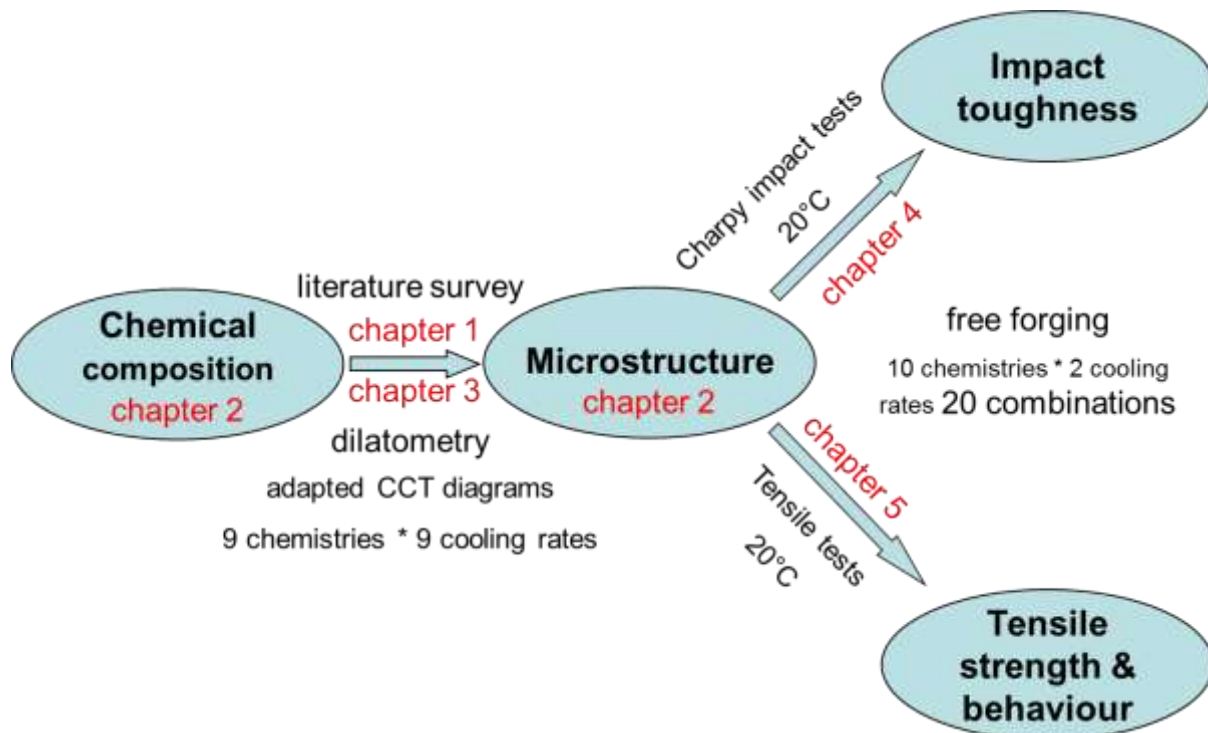 Chemical
composition
chapter 2
literature survey
chapter 1
chapter 3
dilatometry
adapted CCT diagrams
9 chemistries * 9 cooling rates
Microstructure
chapter 2
Charpy impact tests
20°C
chapter 4
Impact
toughness
free forging
10 chemistries * 2 cooling
rates 20 combinations
chapter 5
Tensile tests
20°C
Tensile
strength &
behaviour